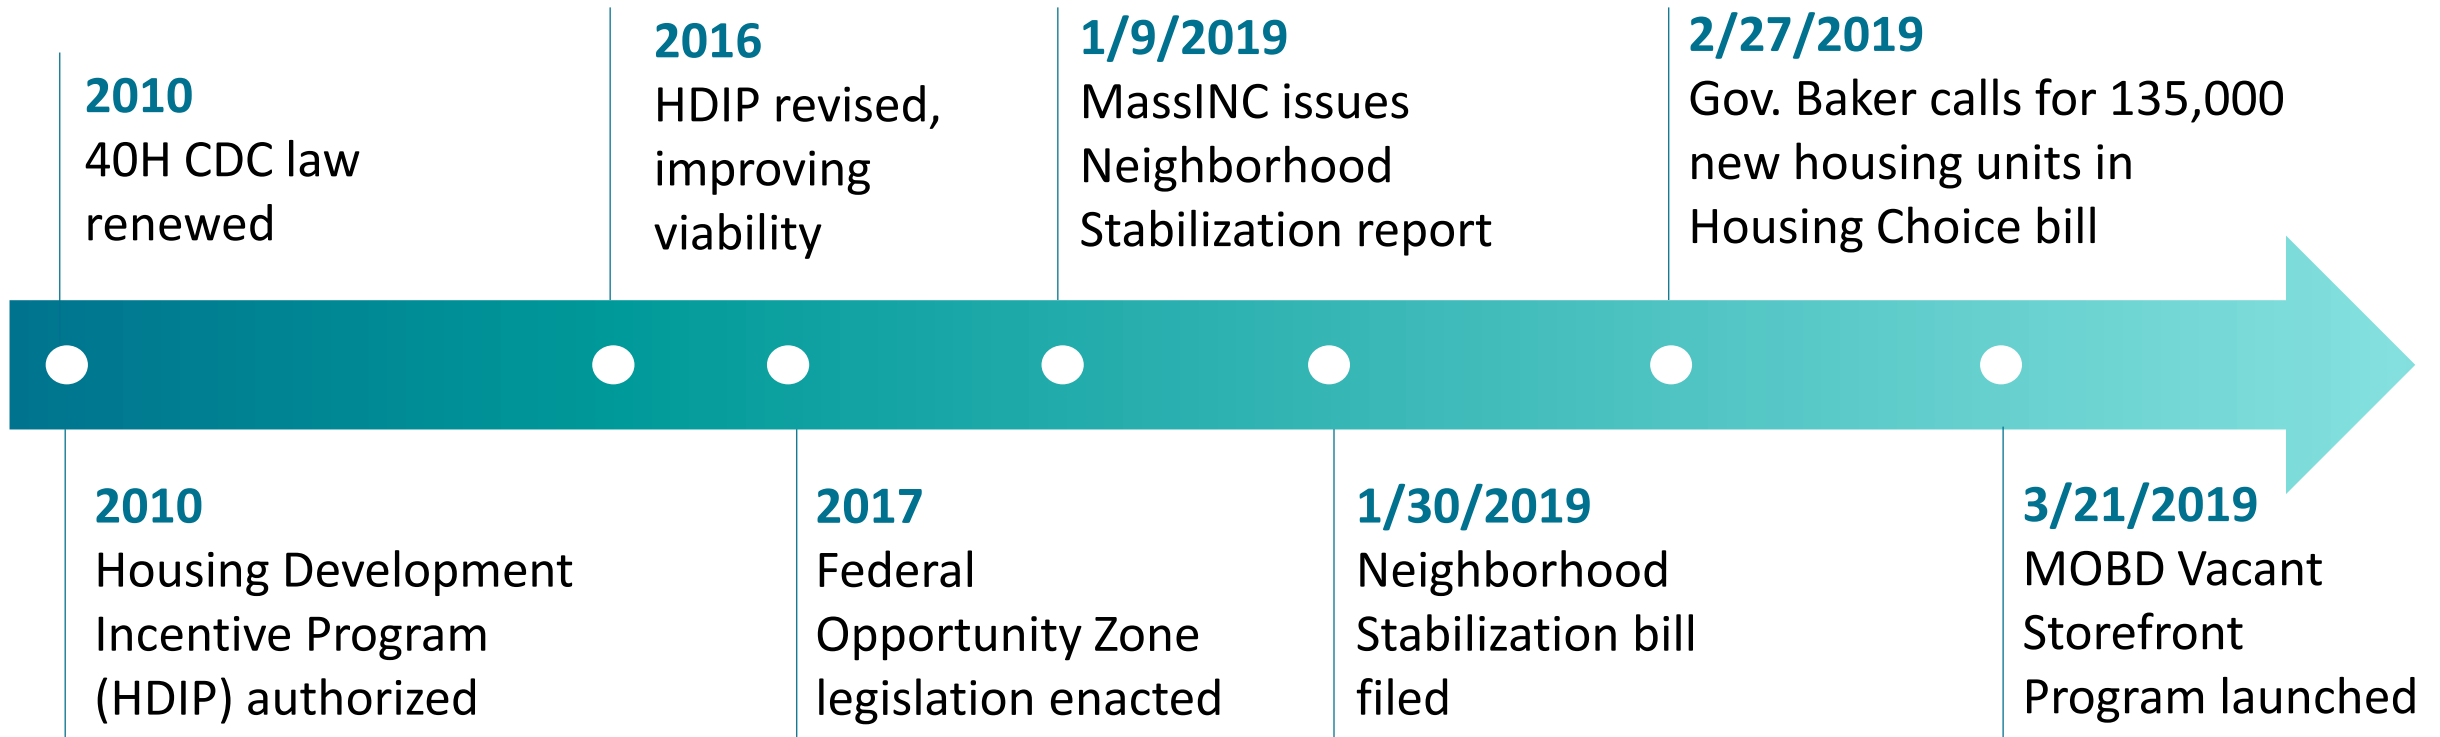 2010
40H CDC law
renewed
2016
HDIP revised,
improving
viability
1/9/2019
MassINC issues
Neighborhood
Stabilization report
2/27/2019
Gov. Baker calls for 135,000
new housing units in
Housing Choice bill
2010
Housing Development
Incentive Program
(HDIP) authorized
2017
Federal
Opportunity Zone
legislation enacted
1/30/2019
Neighborhood
Stabilization bill
filed
3/21/2019
MOBD Vacant
Storefront
Program launched